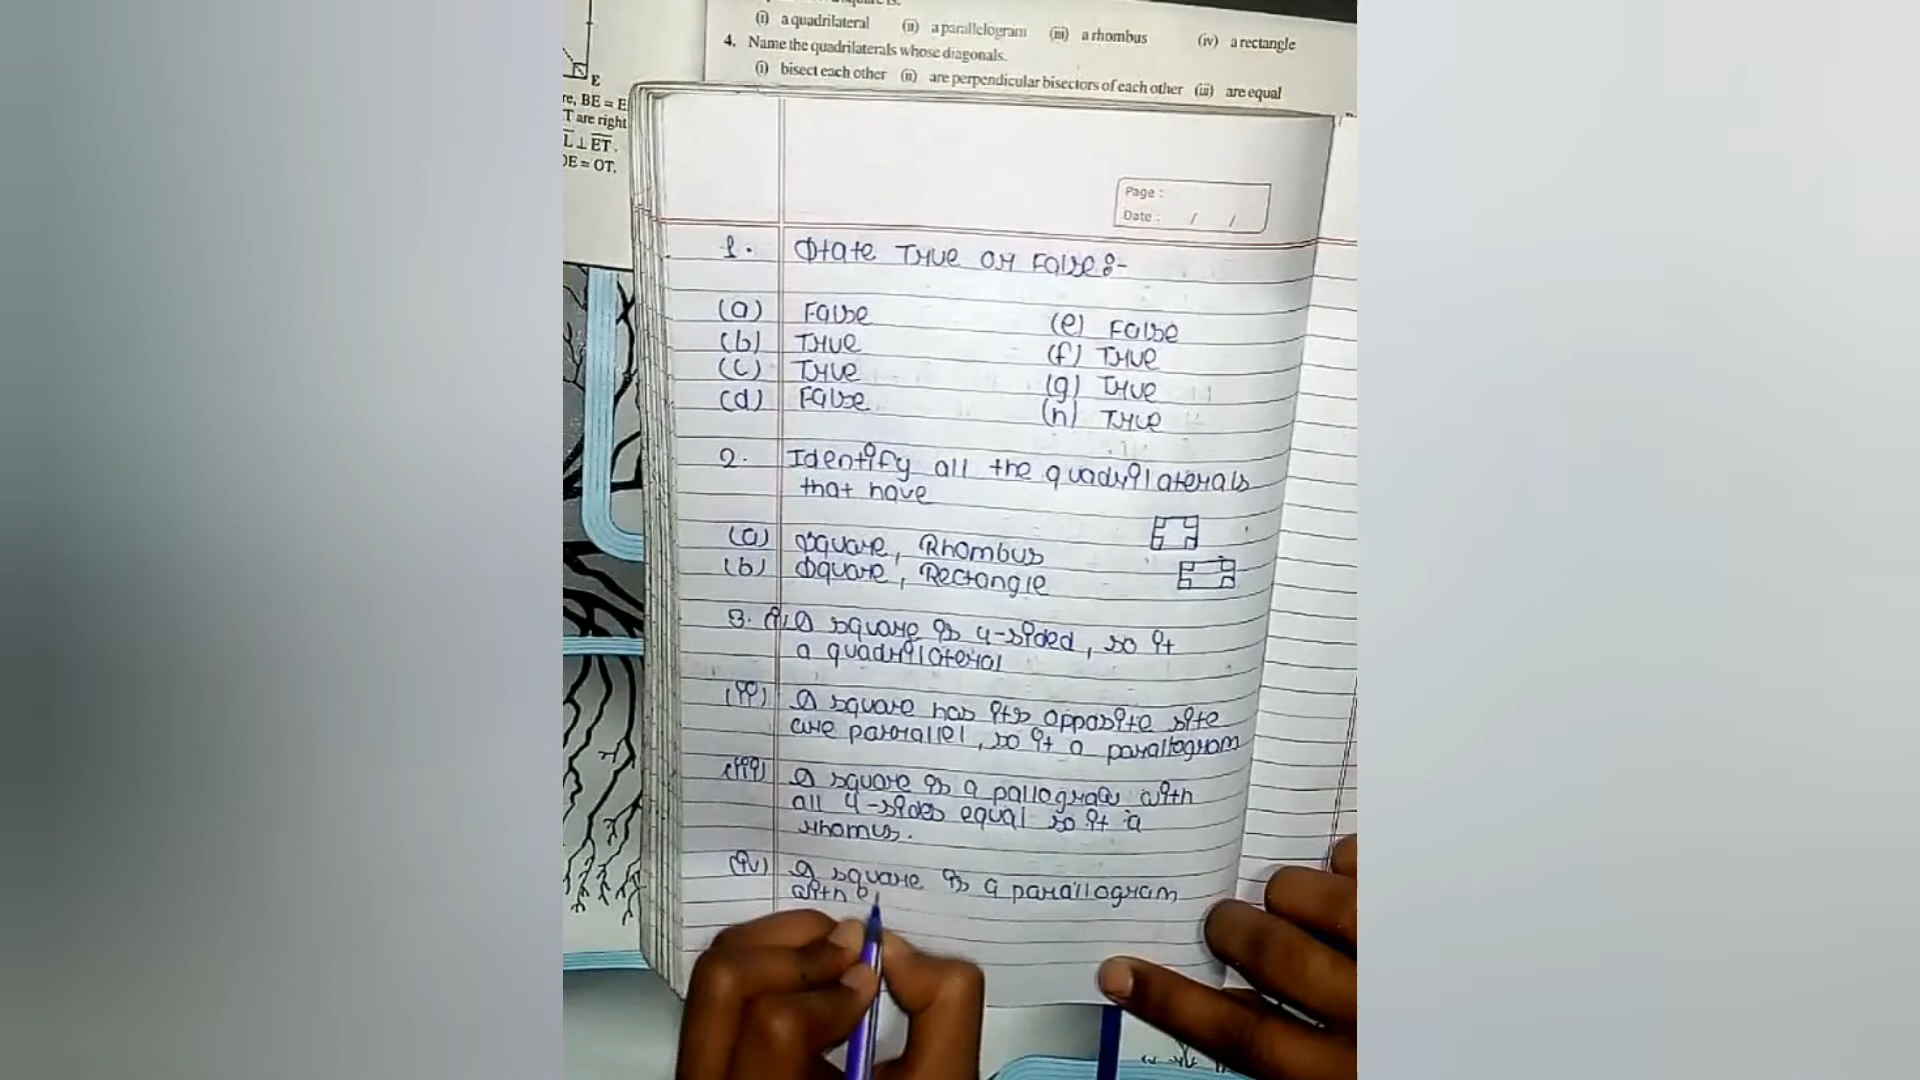 (i) a quadrilateral (ii) a parallelogram (iii) a rhombus (iv) a rectangle
4. Name the quadrilaterals whose diagonals.
(i) bisect each other (ii) are perpendicular bisectors of each other (iii) are equal
E
re, BE = E
T are right
L ⊥ ET.
OE = OT.
Page :
Date : / /
1. State True or False:-
(a) False (e) False
(b) True (f) True
(c) True (g) True
(d) False (h) True
2. Identify all the quadrilaterals
that have
(a) square, Rhombus
(b) Square, Rectangle
3. (i) A square is 4-sided, so it
a quadrilateral
(ii) A square has its opposite site
are parrallel, so it a parallogram
(iii) A square is a pallogram with
all 4-sides equal so it a
rhomus.
(iv) A square is a parallogram
with e